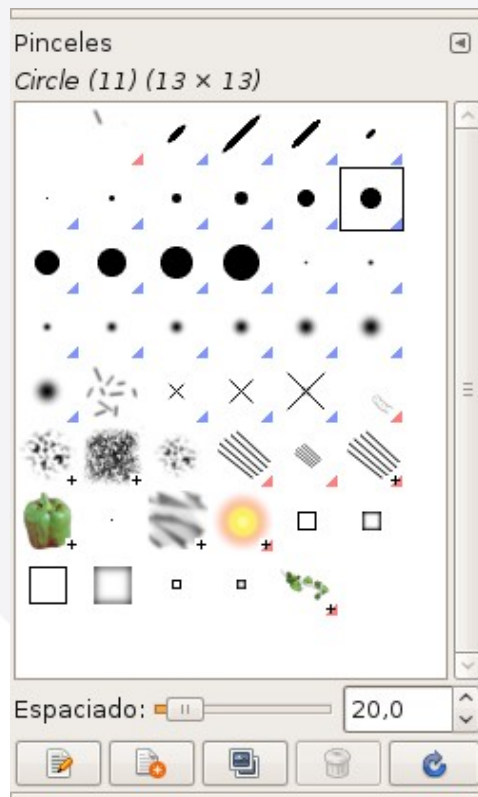 Pinceles
Circle (11) (13 × 13)
Espaciado:
20,0